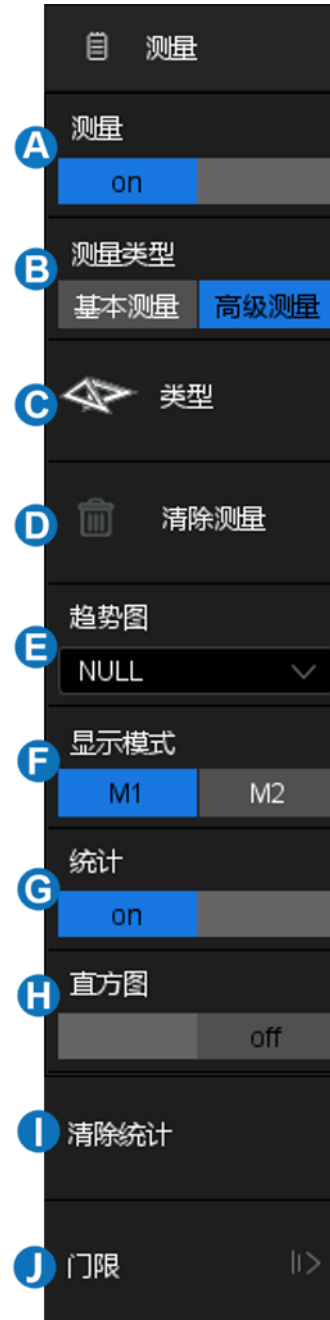 测量
A
测量
on
B
测量类型
基本测量 高级测量
C
类型
D
清除测量
E
趋势图
NULL
F
显示模式
M1 M2
G
统计
on
H
直方图
off
I
清除统计
J
门限